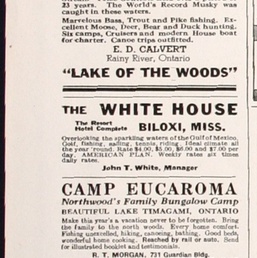 23 years. The World's Record Musky was
caught in these waters.
Marvelous Bass, Trout and Pike fishing. Ex-
cellent Moose, Deer, Bear and Duck hunting.
Six camps, Cruisers and modern House boat
for charter. Canoe trips outfitted.
E. D. CALVERT
Rainy River, Ontario
"LAKE OF THE WOODS"
THE WHITE HOUSE
The Resort
Hotel Complete
BILOXI, MISS.
Overlooking the sparkling waters of the Gulf of Mexico.
Golf, fishing, sailing, tennis, riding. Ideal climate all
the year 'round. Rate $4.00, $5.00, $6.00 and $7.00 per
day. AMERICAN PLAN. Weekly rates six times
daily rates.
John T. White, Manager
CAMP EUCAROMA
Northwood's Family Bungalow Camp
BEAUTIFUL LAKE TIMAGAMI, ONTARIO
Make this year's a vacation never to be forgotten. Bring
the family to the north woods. Every home comfort.
Fishing unrivalled, hiking, canoeing, bathing. Good beds,
wonderful home cooking. Reached by rail or auto. Send
for illustrated booklet and testimonials.
R. T. MORGAN, 731 Guardian Bldg.